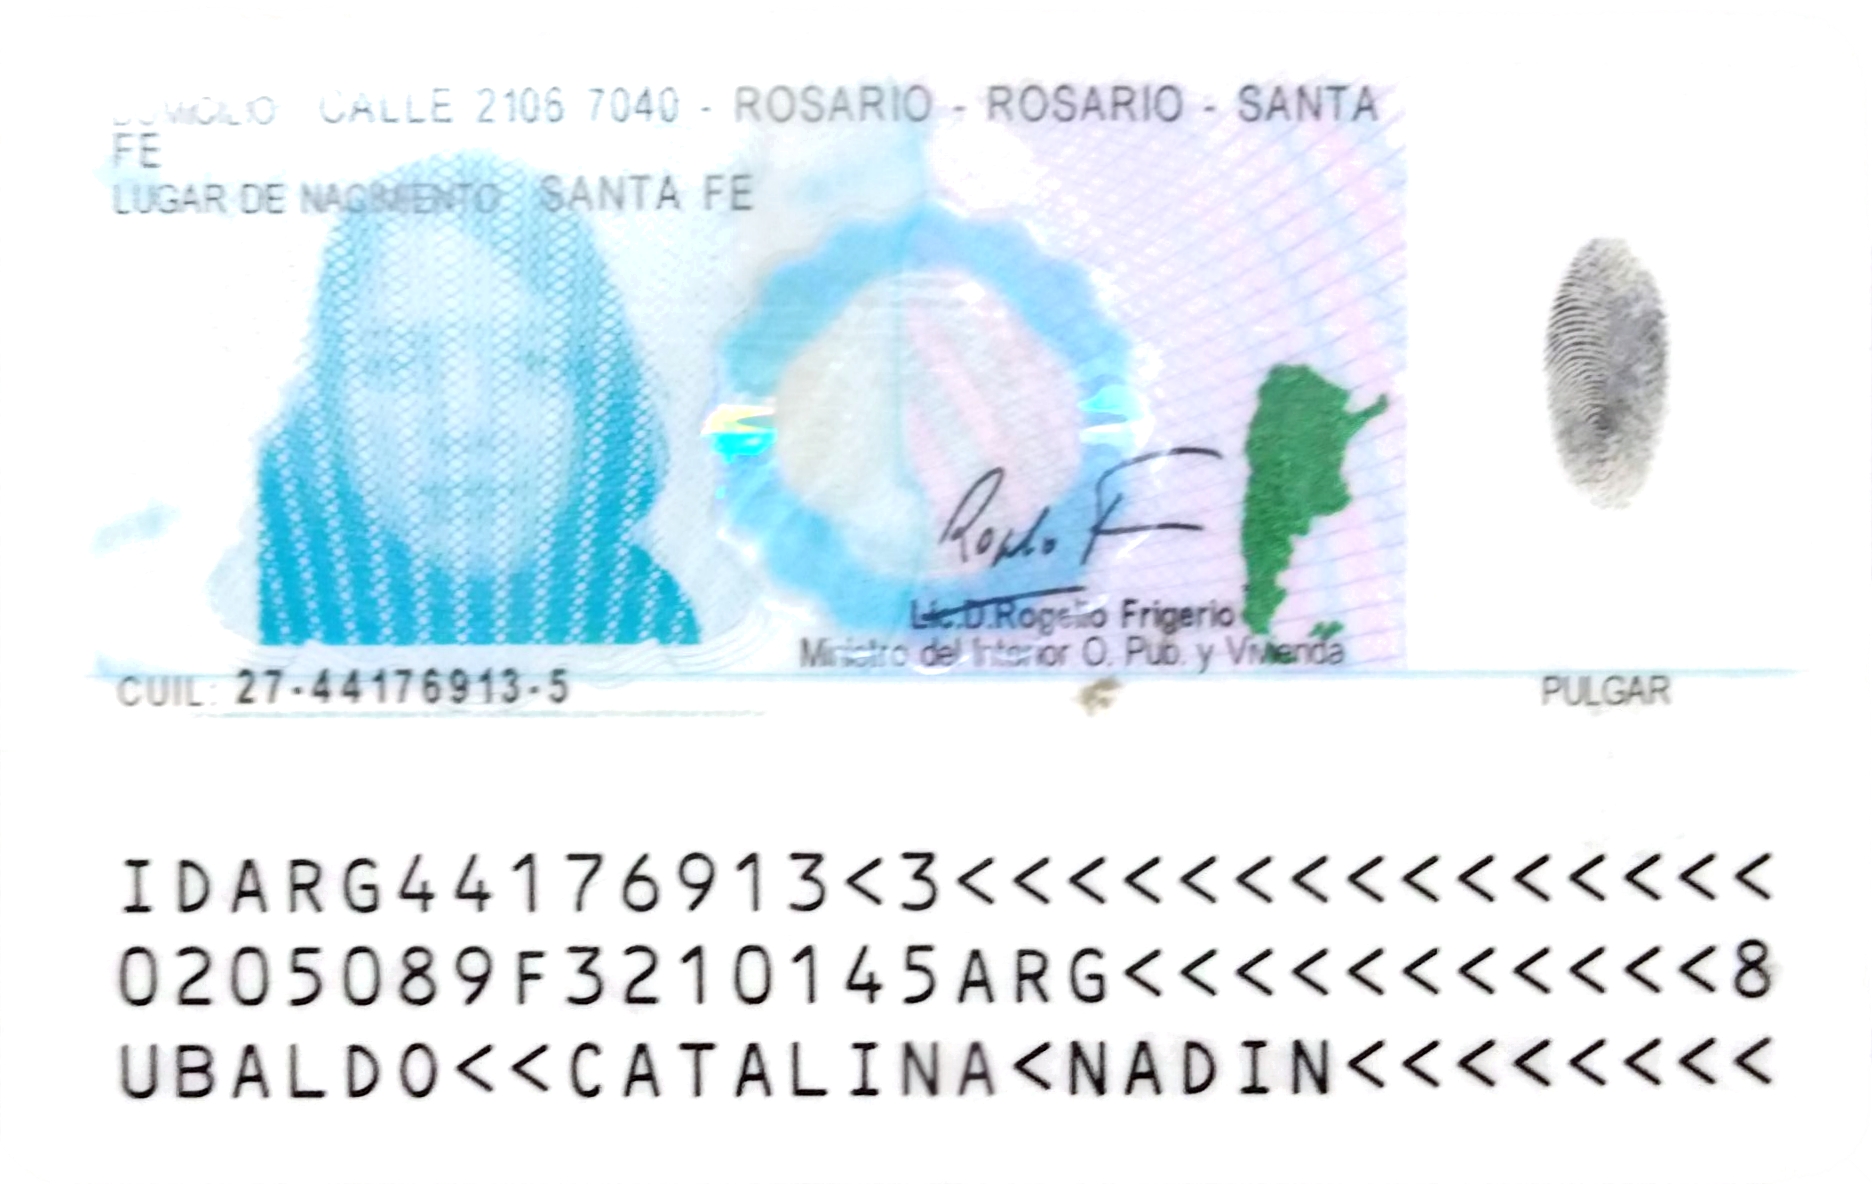 DOMICILIO CALLE 2106 7040 - ROSARIO - ROSARIO - SANTA
FE
LUGAR DE NACIMIENTO: SANTA FE
Lic.D.Rogelio Frigerio
Ministro del Interior O. Pub. y Vivienda
CUIL: 27-44176913-5
PULGAR
IDARG44176913<3<<<<<<<<<<<<<<<
0205089F3210145ARG<<<<<<<<<<<8
UBALDO<<CATALINA<NADIN<<<<<<<<